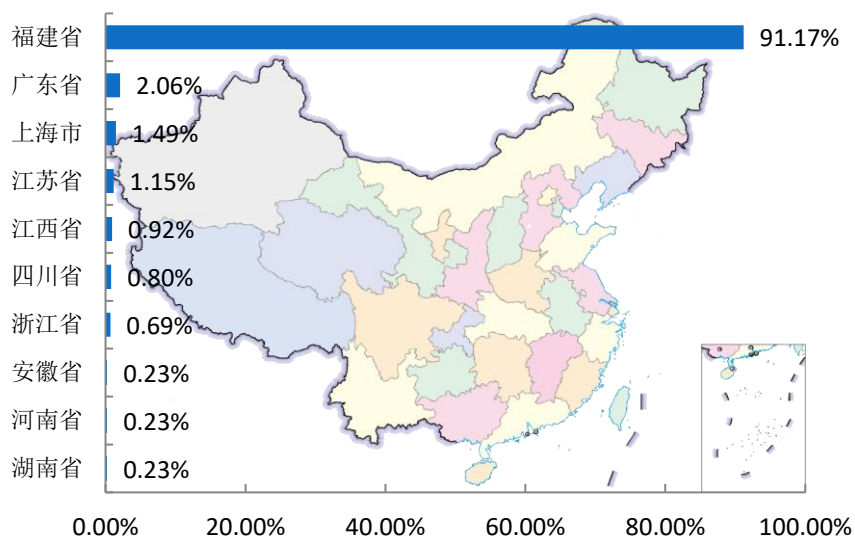 福建省 91.17%
广东省 2.06%
上海市 1.49%
江苏省 1.15%
江西省 0.92%
四川省 0.80%
浙江省 0.69%
安徽省 0.23%
河南省 0.23%
湖南省 0.23%
0.00% 20.00% 40.00% 60.00% 80.00% 100.00%